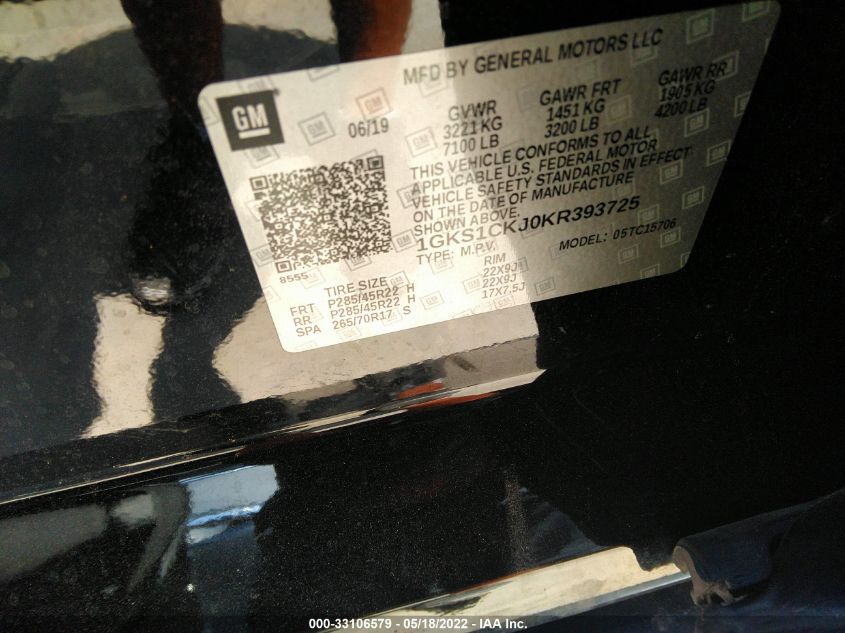 MFD BY GENERAL MOTORS LLC
GM
06/19
GVWR GAWR FRT GAWR RR
3221 KG 1451 KG 1905 KG
7100 LB 3200 LB 4200 LB
THIS VEHICLE CONFORMS TO ALL
APPLICABLE U.S. FEDERAL MOTOR
VEHICLE SAFETY STANDARDS IN EFFECT
ON THE DATE OF MANUFACTURE
SHOWN ABOVE.
1GKS1CKJ0KR393725
TYPE: M.P.V. MODEL: 05TC15706
8555
TIRE SIZE RIM
FRT P285/45R22 H 22X9J
RR P285/45R22 H 22X9J
SPA 265/70R17 S 17X7.5J
000-33106579 - 05/18/2022 - IAA Inc.